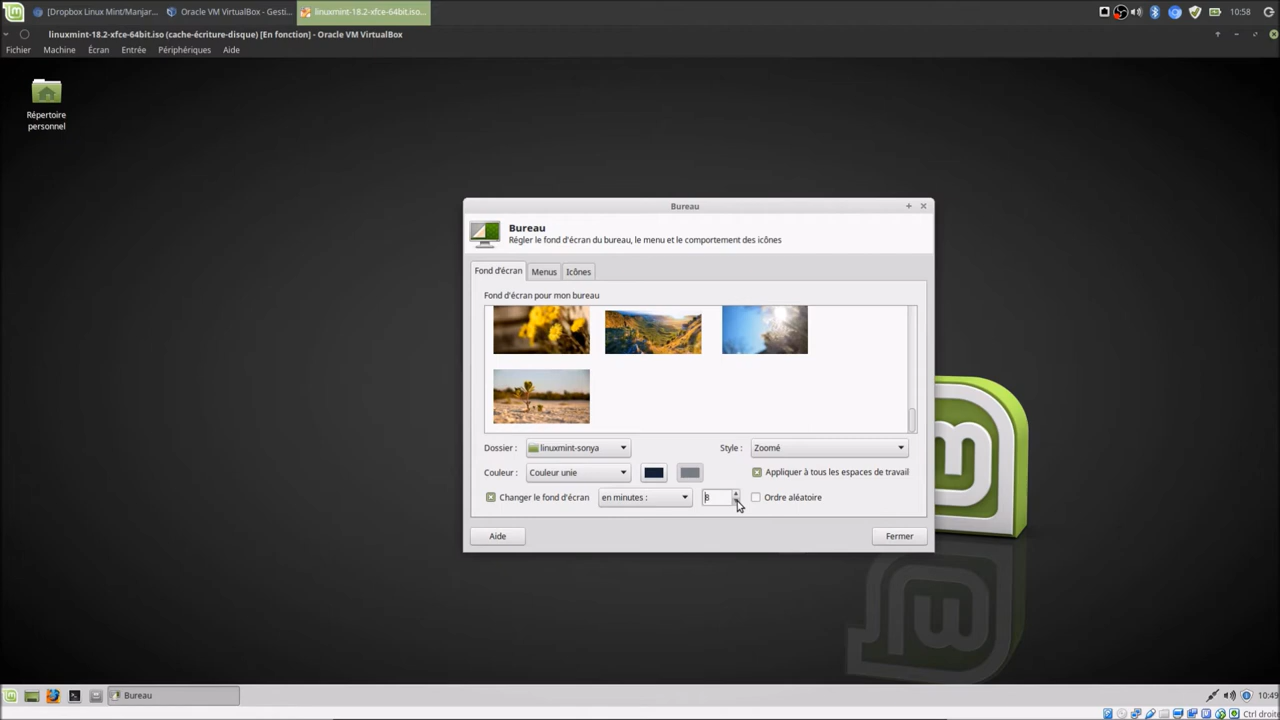 [Dropbox Linux Mint/Manjar...
Oracle VM VirtualBox - Gesti...
linuxmint-18.2-xfce-64bit.iso...
10:58
linuxmint-18.2-xfce-64bit.iso (cache-écriture-disque) [En fonction] - Oracle VM VirtualBox
Fichier Machine Écran Entrée Périphériques Aide
Répertoire
personnel
Bureau
Bureau
Régler le fond d'écran du bureau, le menu et le comportement des icônes
Fond d'écran Menus Icônes
Fond d'écran pour mon bureau
Dossier : linuxmint-sonya Style : Zoomé
Couleur : Couleur unie Appliquer à tous les espaces de travail
Changer le fond d'écran en minutes : 8 Ordre aléatoire
Aide Fermer
Bureau
10:49
Ctrl droite